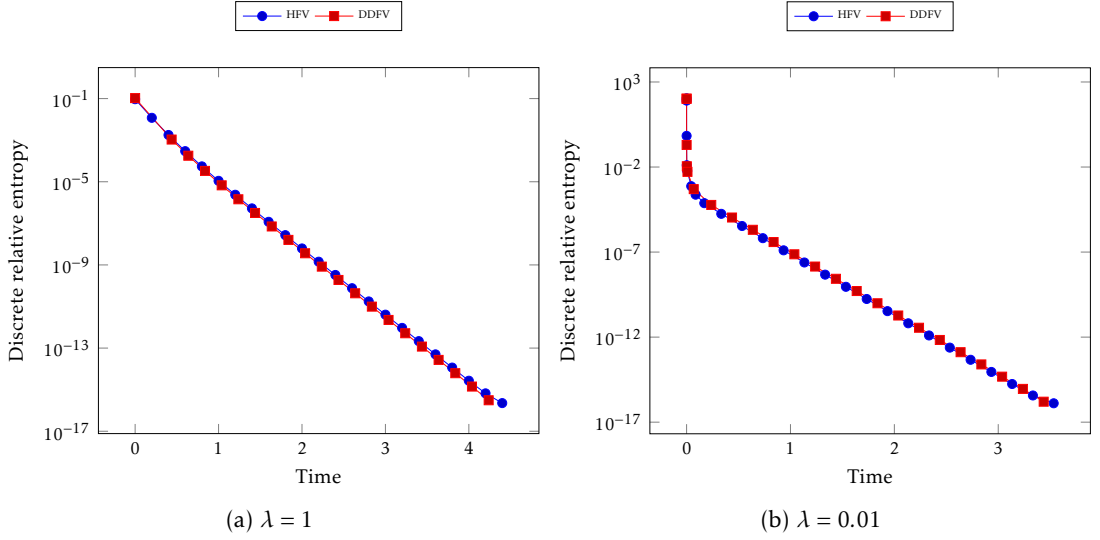 HFV DDFV
10^{-1}
10^{-5}
10^{-9}
10^{-13}
10^{-17}
Discrete relative entropy
0 1 2 3 4
Time
(a) λ = 1
HFV DDFV
10^{3}
10^{-2}
10^{-7}
10^{-12}
10^{-17}
Discrete relative entropy
0 1 2 3
Time
(b) λ = 0.01